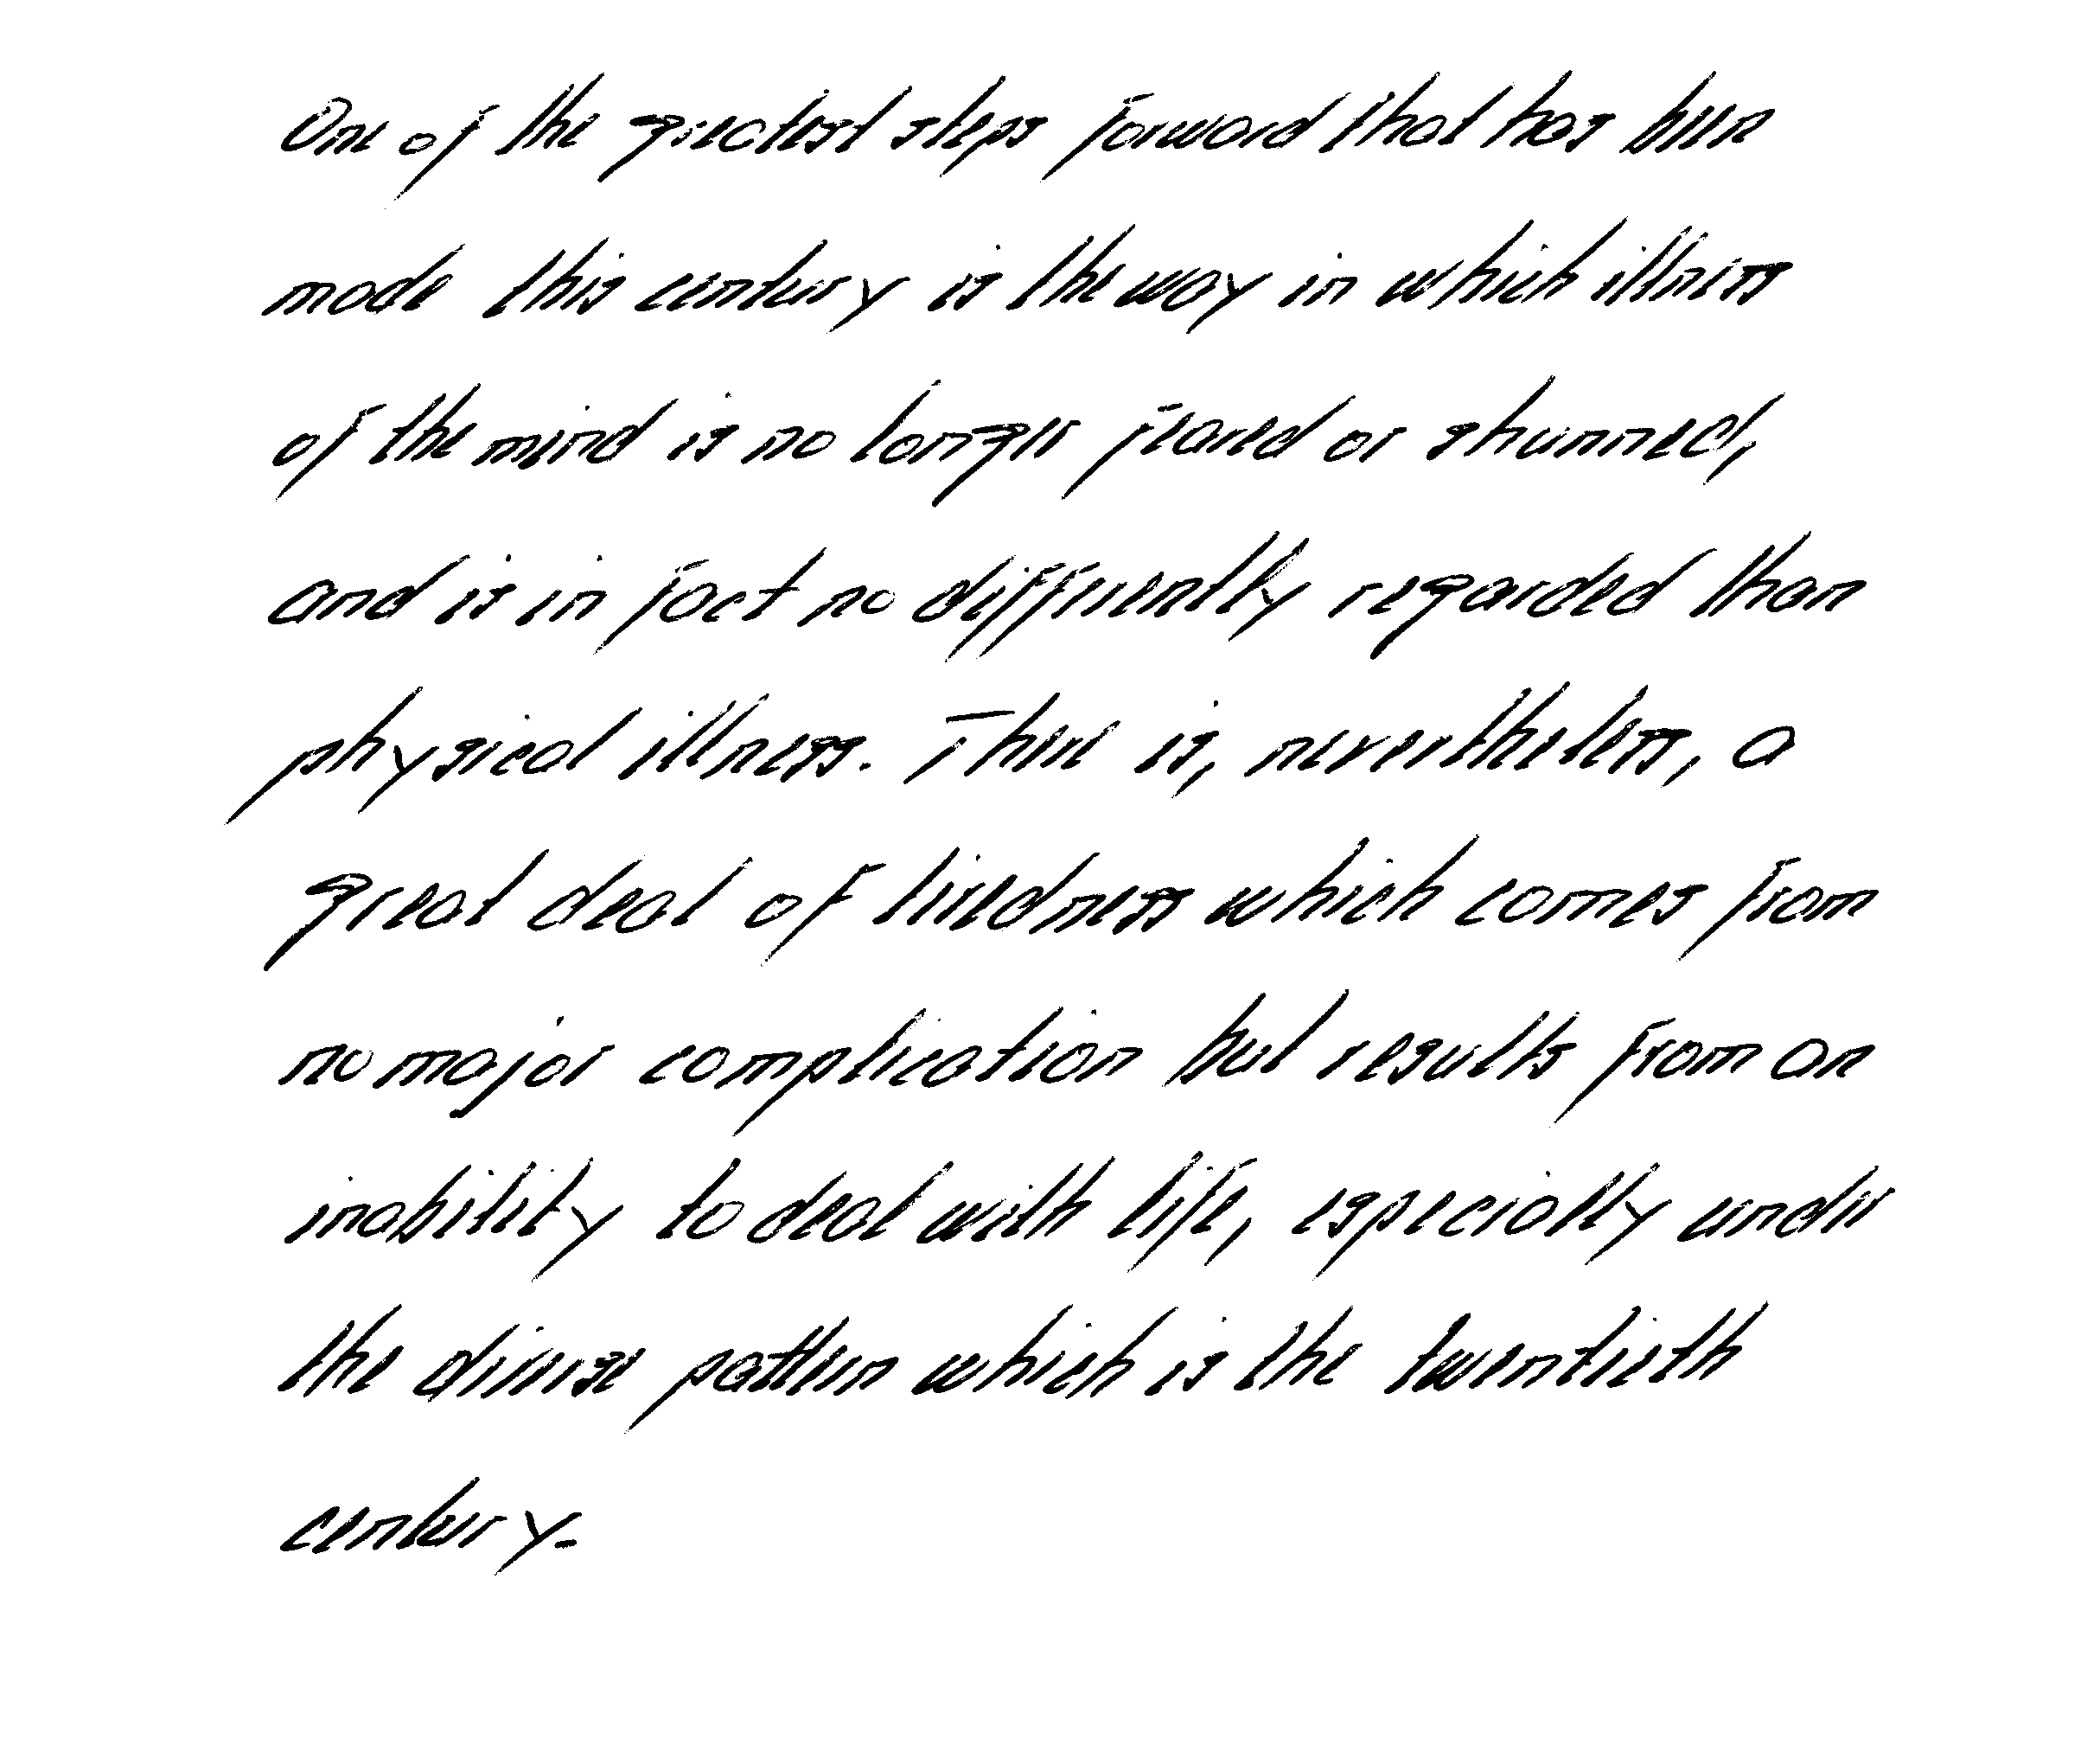 One of the greatest steps forward that has been
made this century is the way in which illness
of the mind is no longer feared or shunned,
and is in fact no differently regarded than
physical illness. There is, nevertheless, a
great deal of tiredness which comes from
no major complication but results from an
inability to deal with life, especially under
the diverse pattern which is the twentieth
century.